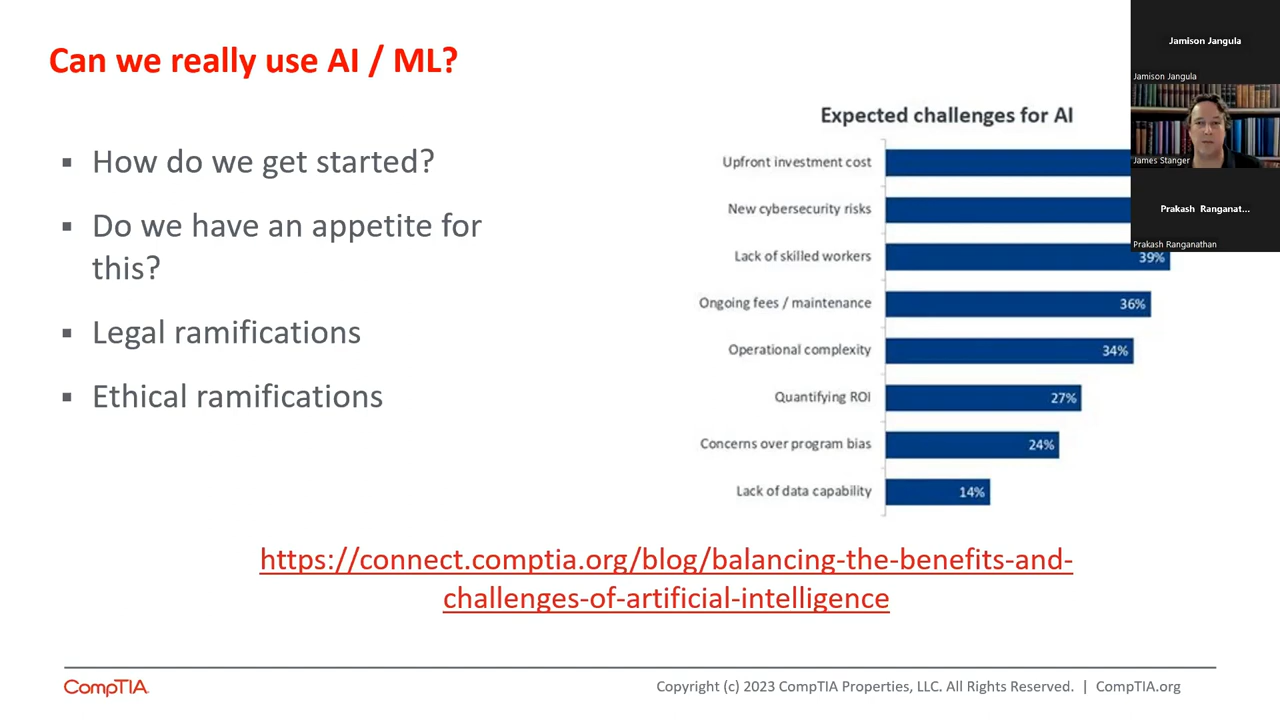 Can we really use AI / ML?
▪ How do we get started?
▪ Do we have an appetite for
this?
▪ Legal ramifications
▪ Ethical ramifications
Expected challenges for AI
Upfront investment cost
New cybersecurity risks
Lack of skilled workers 39%
Ongoing fees / maintenance 36%
Operational complexity 34%
Quantifying ROI 27%
Concerns over program bias 24%
Lack of data capability 14%
Jamison Jangula
Jamison Jangula
James Stanger
Prakash Ranganat...
Prakash Ranganathan
https://connect.comptia.org/blog/balancing-the-benefits-and-
challenges-of-artificial-intelligence
CompTIA.
Copyright (c) 2023 CompTIA Properties, LLC. All Rights Reserved. | CompTIA.org